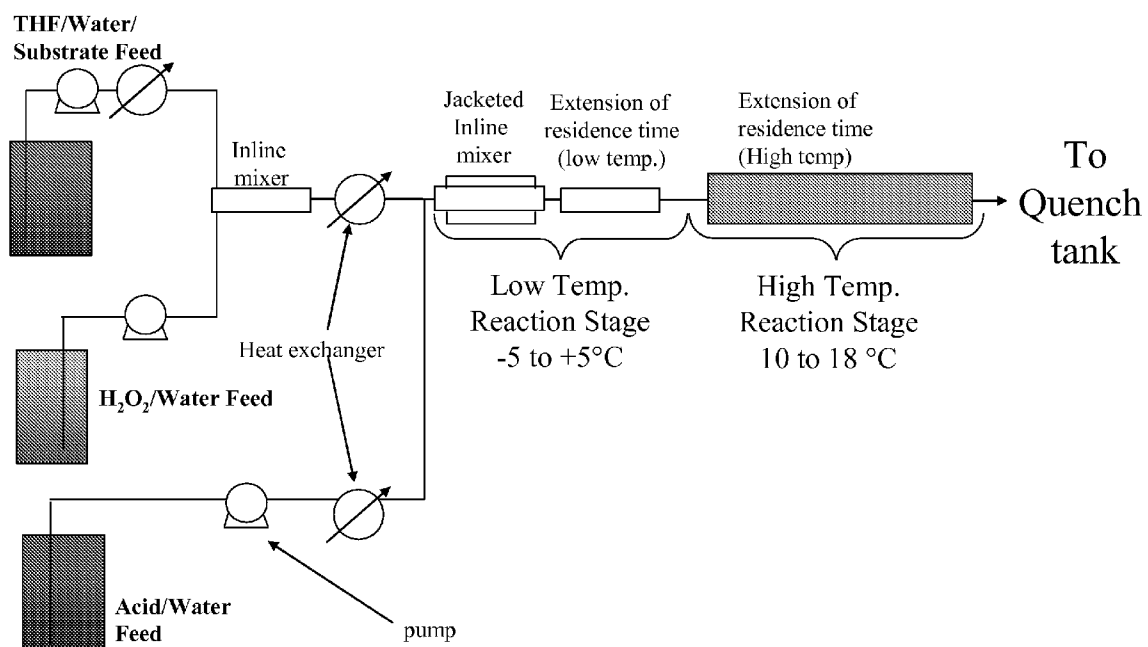 THF/Water/
Substrate Feed
Inline
mixer
Jacketed
Inline
mixer
Extension of
residence time
(low temp.)
Extension of
residence time
(High temp)
To
Quench
tank
Low Temp.
Reaction Stage
-5 to +5°C
High Temp.
Reaction Stage
10 to 18 °C
Heat exchanger
H₂O₂/Water Feed
Acid/Water
Feed
pump